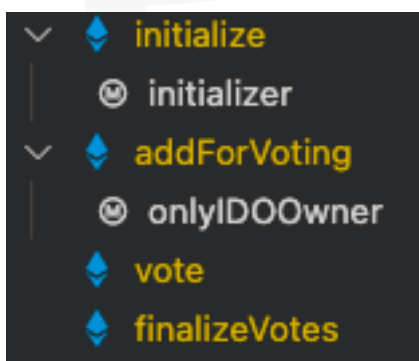 initialize
initializer
addForVoting
onlyIDOOwner
vote
finalizeVotes